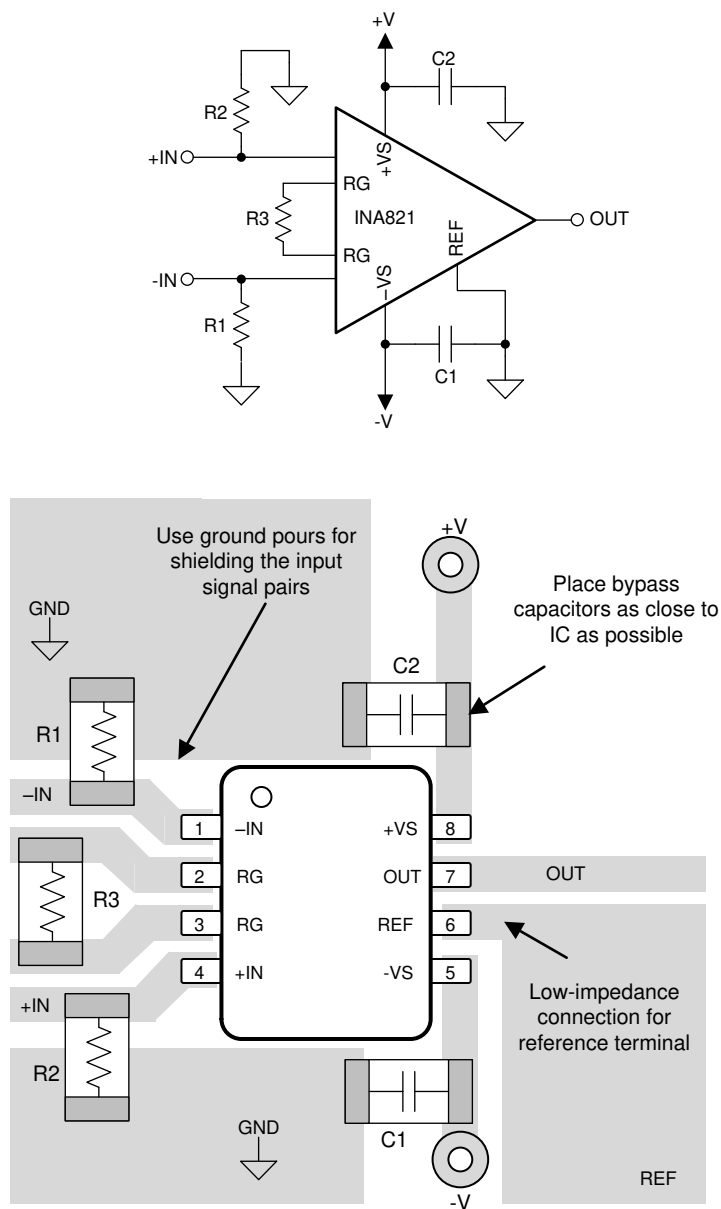 +V
C2
R2
+IN
+VS
RG
R3
INA821
OUT
REF
RG
-IN
–VS
R1
C1
-V
Use ground pours for
shielding the input
signal pairs
+V
Place bypass
capacitors as close to
IC as possible
GND
C2
R1
–IN
1
–IN
+VS
8
2
RG
OUT
7
OUT
R3
3
RG
REF
6
4
+IN
-VS
5
+IN
Low-impedance
connection for
reference terminal
R2
GND
C1
REF
-V